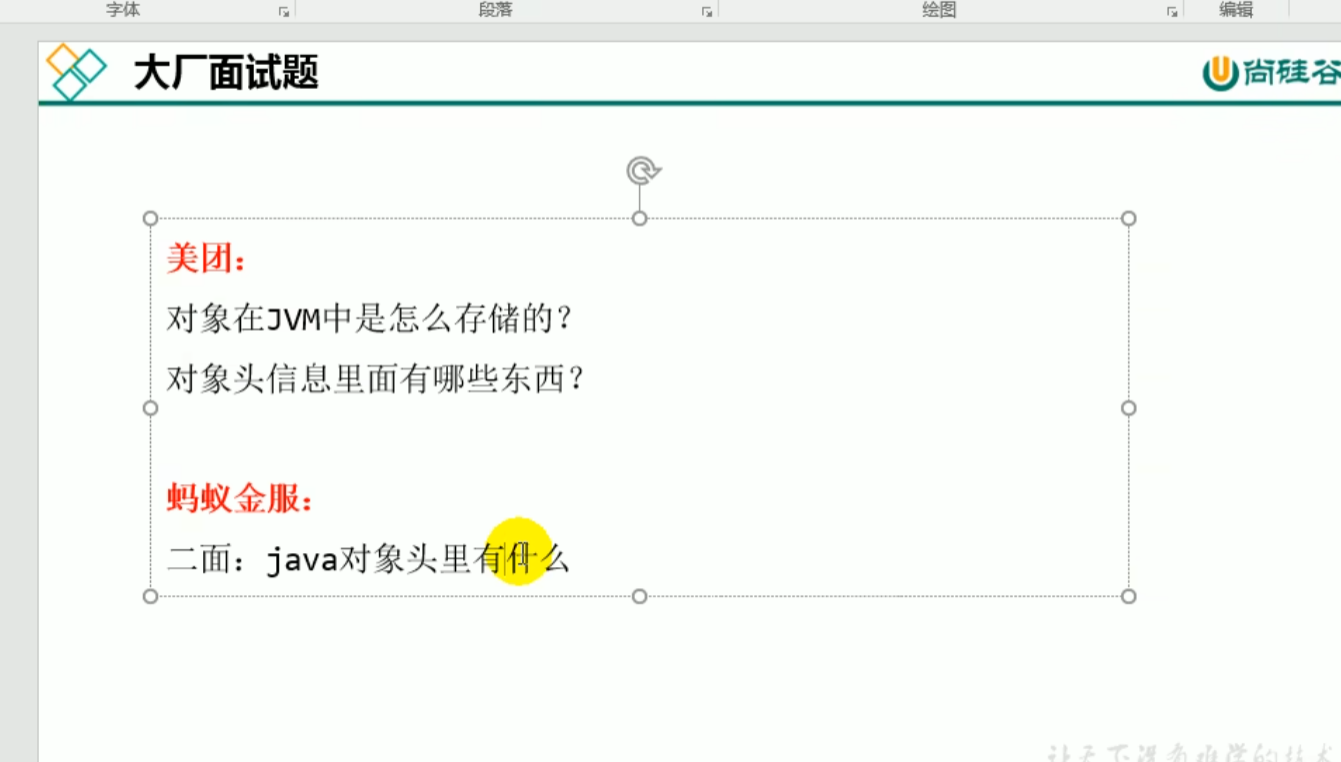 字体 段落 绘图 编辑
大厂面试题
尚硅谷
美团：
对象在JVM中是怎么存储的？
对象头信息里面有哪些东西？
蚂蚁金服：
二面：java对象头里有什么
让天下没有难学的技术